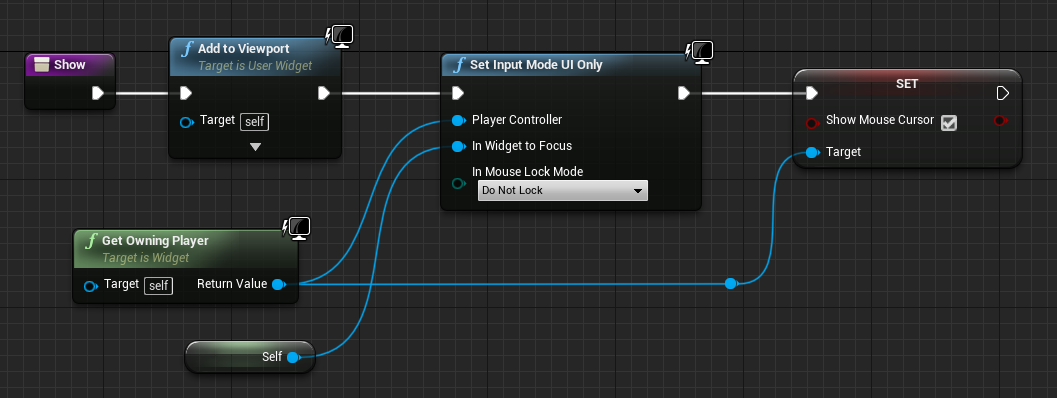 Show
Add to Viewport
Target is User Widget
Target self
Set Input Mode UI Only
Player Controller
In Widget to Focus
In Mouse Lock Mode
Do Not Lock
SET
Show Mouse Cursor
Target
Get Owning Player
Target is Widget
Target self Return Value
Self